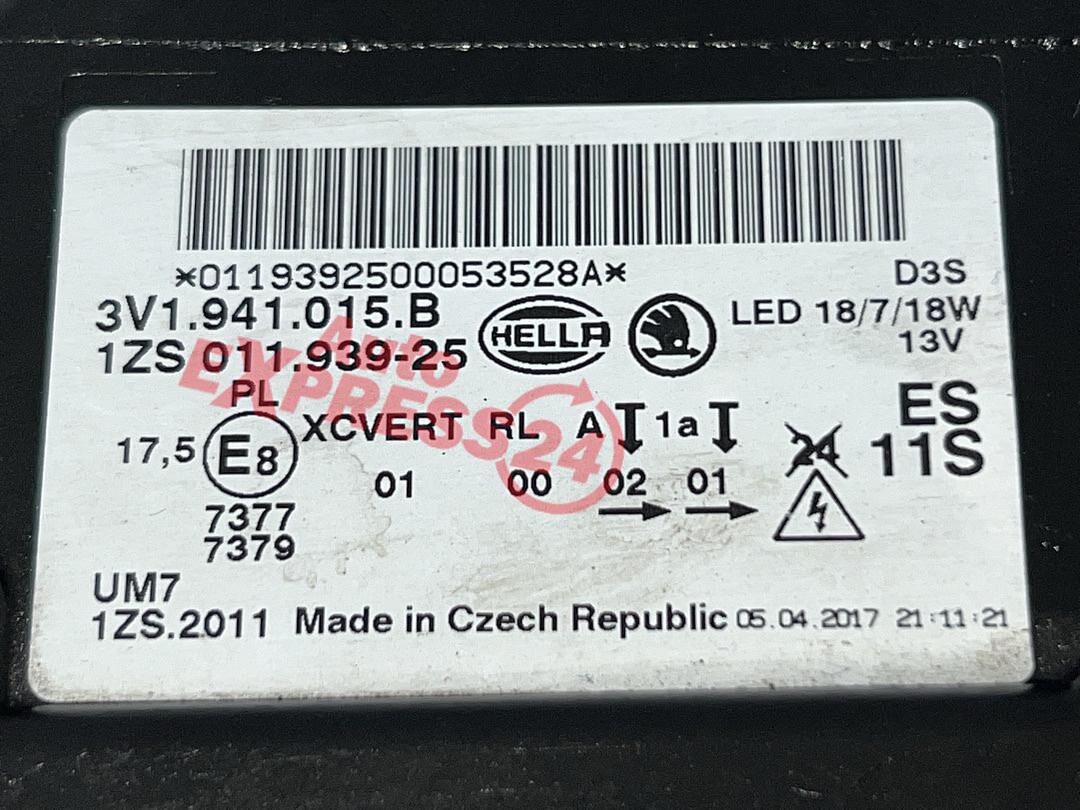 *0119392500053528A*
D3S
3V1.941.015.B
HELLA
LED 18/7/18W
1ZS 011.939-25
13V
PL
ES
17,5 E8 XCVERT RL A 1a
24
11S
01 00 02 01
7377
7379
UM7
1ZS.2011 Made in Czech Republic 05.04.2017 21:11:21
Auto
EXPRESS24